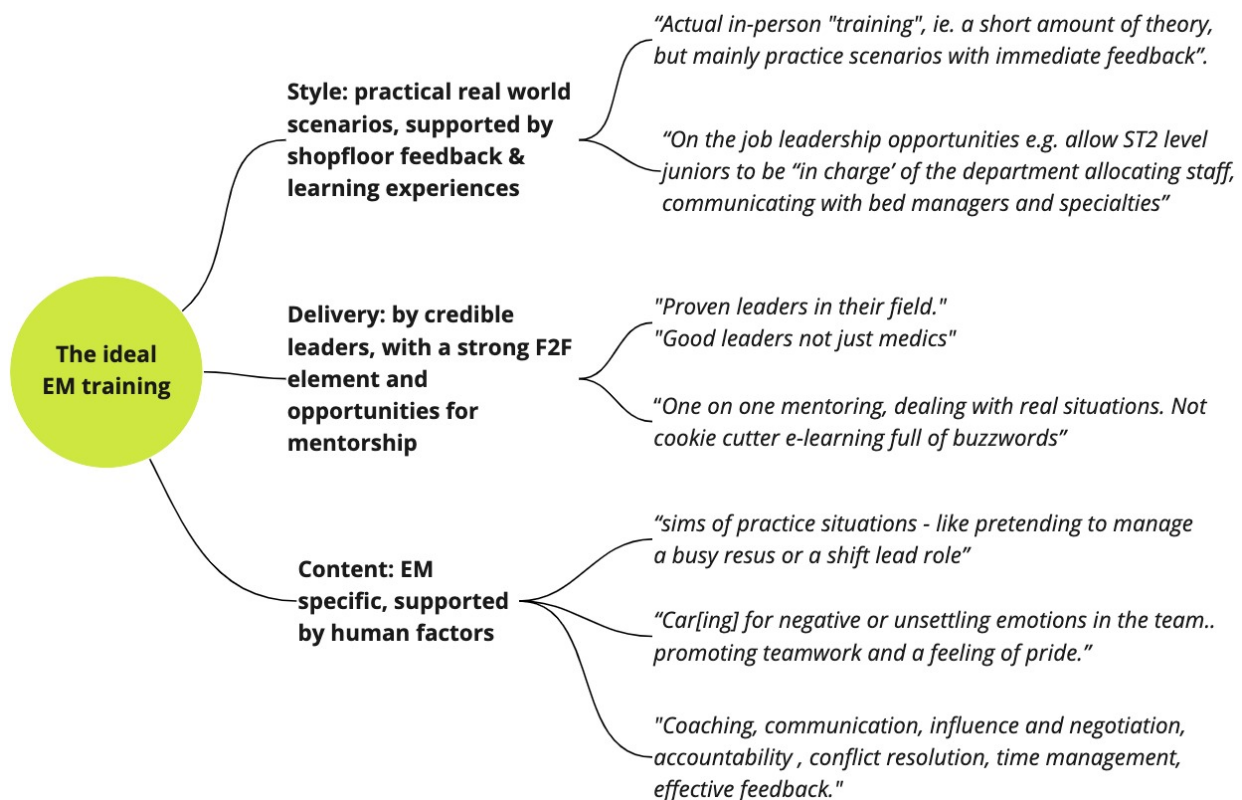 The ideal
EM training
Style: practical real world
scenarios, supported by
shopfloor feedback &
learning experiences
“Actual in-person "training", ie. a short amount of theory,
but mainly practice scenarios with immediate feedback”.
“On the job leadership opportunities e.g. allow ST2 level
juniors to be “in charge’ of the department allocating staff,
communicating with bed managers and specialties”
Delivery: by credible
leaders, with a strong F2F
element and
opportunities for
mentorship
"Proven leaders in their field."
"Good leaders not just medics"
“One on one mentoring, dealing with real situations. Not
cookie cutter e-learning full of buzzwords”
Content: EM
specific, supported
by human factors
“sims of practice situations - like pretending to manage
a busy resus or a shift lead role”
“Car[ing] for negative or unsettling emotions in the team..
promoting teamwork and a feeling of pride.”
"Coaching, communication, influence and negotiation,
accountability , conflict resolution, time management,
effective feedback."